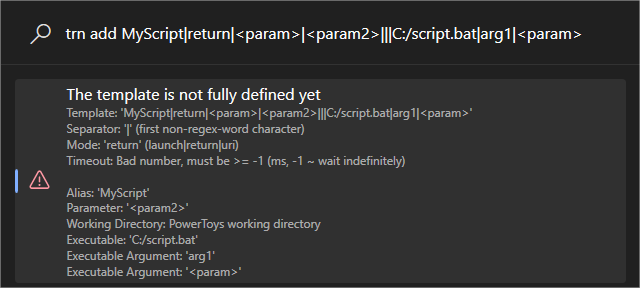 trn add MyScript|return|<param>|<param2>|||C:/script.bat|arg1|<param>
The template is not fully defined yet
Template: 'MyScript|return|<param>|<param2>|||C:/script.bat|arg1|<param>'
Separator: '|' (first non-regex-word character)
Mode: 'return' (launch|return|uri)
Timeout: Bad number, must be >= -1 (ms, -1 ~ wait indefinitely)
Alias: 'MyScript'
Parameter: '<param2>'
Working Directory: PowerToys working directory
Executable: 'C:/script.bat'
Executable Argument: 'arg1'
Executable Argument: '<param>'